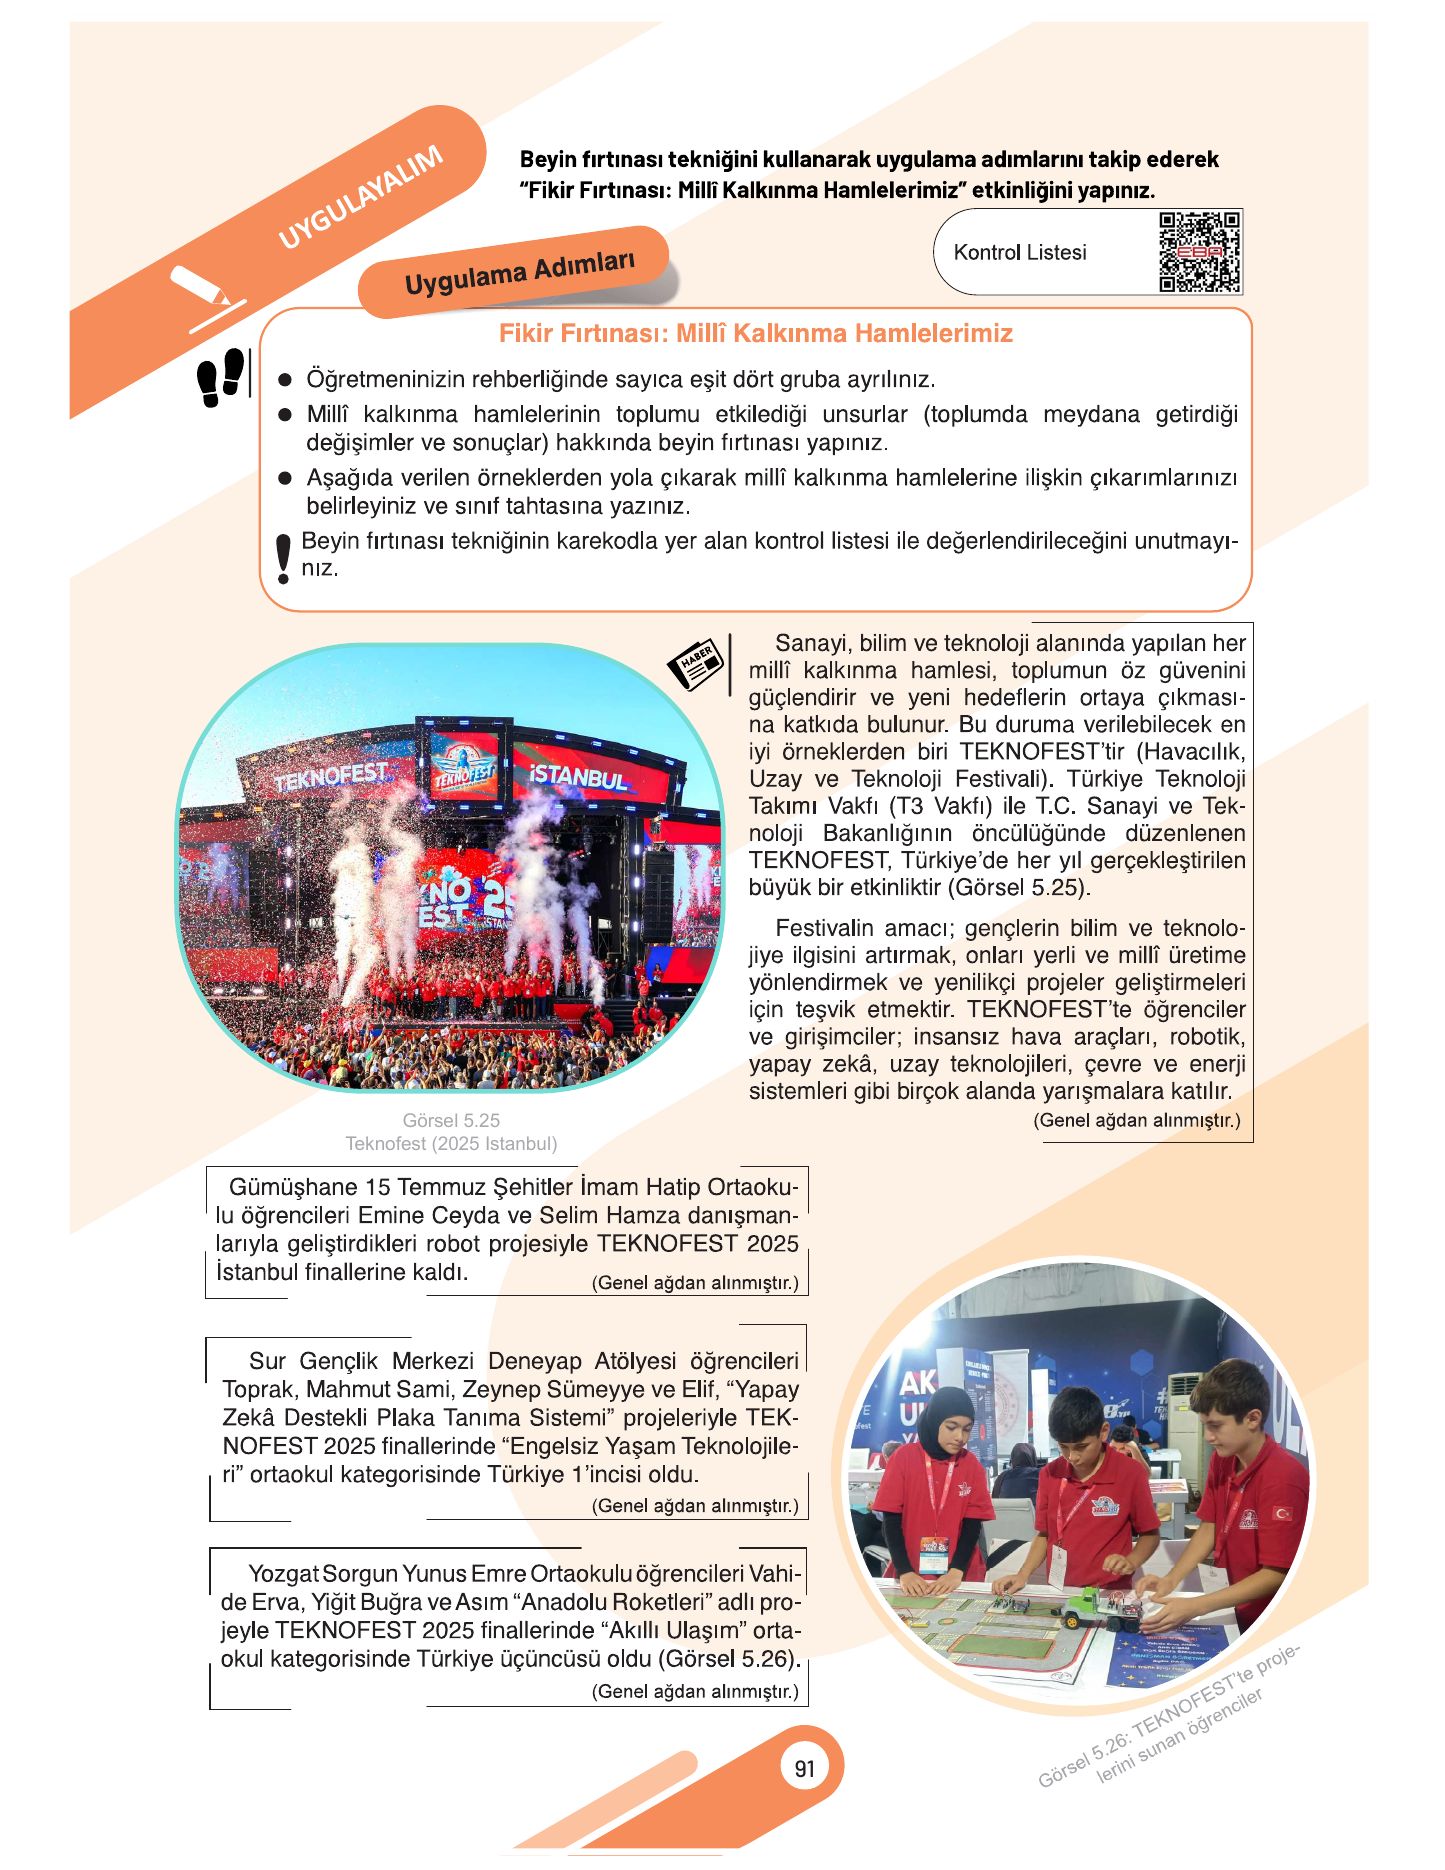 UYGULAYALIM
Beyin fırtınası tekniğini kullanarak uygulama adımlarını takip ederek
“Fikir Fırtınası: Millî Kalkınma Hamlelerimiz” etkinliğini yapınız.
Kontrol Listesi
EBA
Uygulama Adımları
Fikir Fırtınası: Millî Kalkınma Hamlelerimiz
● Öğretmeninizin rehberliğinde sayıca eşit dört gruba ayrılınız.
● Millî kalkınma hamlelerinin toplumu etkilediği unsurlar (toplumda meydana getirdiği
değişimler ve sonuçlar) hakkında beyin fırtınası yapınız.
● Aşağıda verilen örneklerden yola çıkarak millî kalkınma hamlelerine ilişkin çıkarımlarınızı
belirleyiniz ve sınıf tahtasına yazınız.
! Beyin fırtınası tekniğinin karekodla yer alan kontrol listesi ile değerlendirileceğini unutmayı-
nız.
HABER
Sanayi, bilim ve teknoloji alanında yapılan her
millî kalkınma hamlesi, toplumun öz güvenini
güçlendirir ve yeni hedeflerin ortaya çıkması-
na katkıda bulunur. Bu duruma verilebilecek en
iyi örneklerden biri TEKNOFEST’tir (Havacılık,
Uzay ve Teknoloji Festivali). Türkiye Teknoloji
Takımı Vakfı (T3 Vakfı) ile T.C. Sanayi ve Tek-
noloji Bakanlığının öncülüğünde düzenlenen
TEKNOFEST, Türkiye’de her yıl gerçekleştirilen
büyük bir etkinliktir (Görsel 5.25).
Festivalin amacı; gençlerin bilim ve teknolo-
jiye ilgisini artırmak, onları yerli ve millî üretime
yönlendirmek ve yenilikçi projeler geliştirmeleri
için teşvik etmektir. TEKNOFEST’te öğrenciler
ve girişimciler; insansız hava araçları, robotik,
yapay zekâ, uzay teknolojileri, çevre ve enerji
sistemleri gibi birçok alanda yarışmalara katılır.
(Genel ağdan alınmıştır.)
TEKNOFEST
TEKNOFEST
İSTANBUL
KNO '25
EST
Görsel 5.25
Teknofest (2025 Istanbul)
Gümüşhane 15 Temmuz Şehitler İmam Hatip Ortaoku-
lu öğrencileri Emine Ceyda ve Selim Hamza danışman-
larıyla geliştirdikleri robot projesiyle TEKNOFEST 2025
İstanbul finallerine kaldı.
(Genel ağdan alınmıştır.)
Sur Gençlik Merkezi Deneyap Atölyesi öğrencileri
Toprak, Mahmut Sami, Zeynep Sümeyye ve Elif, “Yapay
Zekâ Destekli Plaka Tanıma Sistemi” projeleriyle TEK-
NOFEST 2025 finallerinde “Engelsiz Yaşam Teknolojile-
ri” ortaokul kategorisinde Türkiye 1’incisi oldu.
(Genel ağdan alınmıştır.)
Yozgat Sorgun Yunus Emre Ortaokulu öğrencileri Vahi-
de Erva, Yiğit Buğra ve Asım “Anadolu Roketleri” adlı pro-
jeyle TEKNOFEST 2025 finallerinde “Akıllı Ulaşım” orta-
okul kategorisinde Türkiye üçüncüsü oldu (Görsel 5.26).
(Genel ağdan alınmıştır.)
AK
Görsel 5.26: TEKNOFEST’te proje-
lerini sunan öğrenciler
91